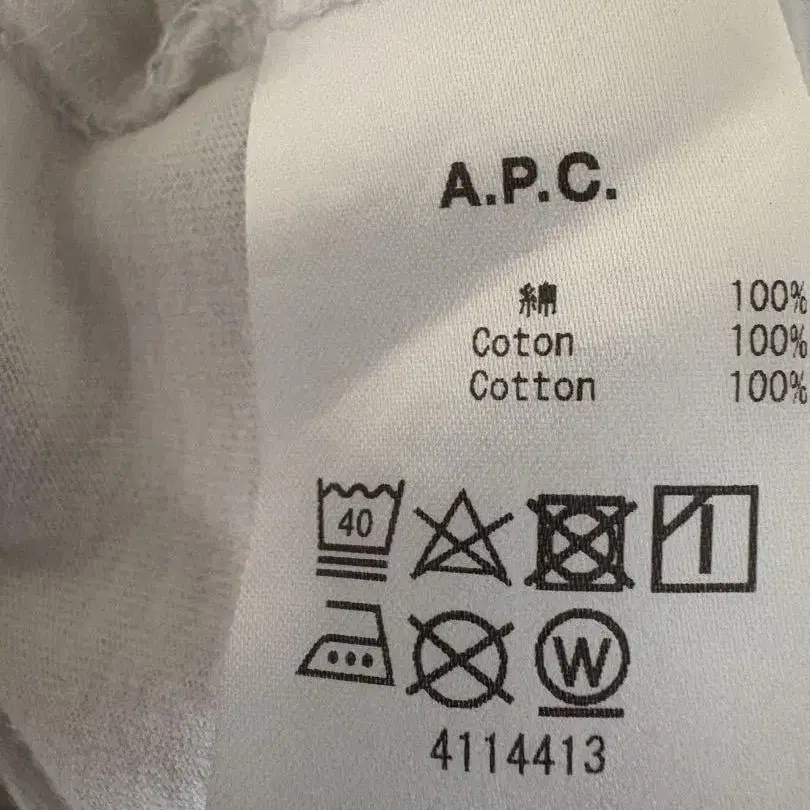 A.P.C.
綿 100%
Coton 100%
Cotton 100%
40
W
4114413